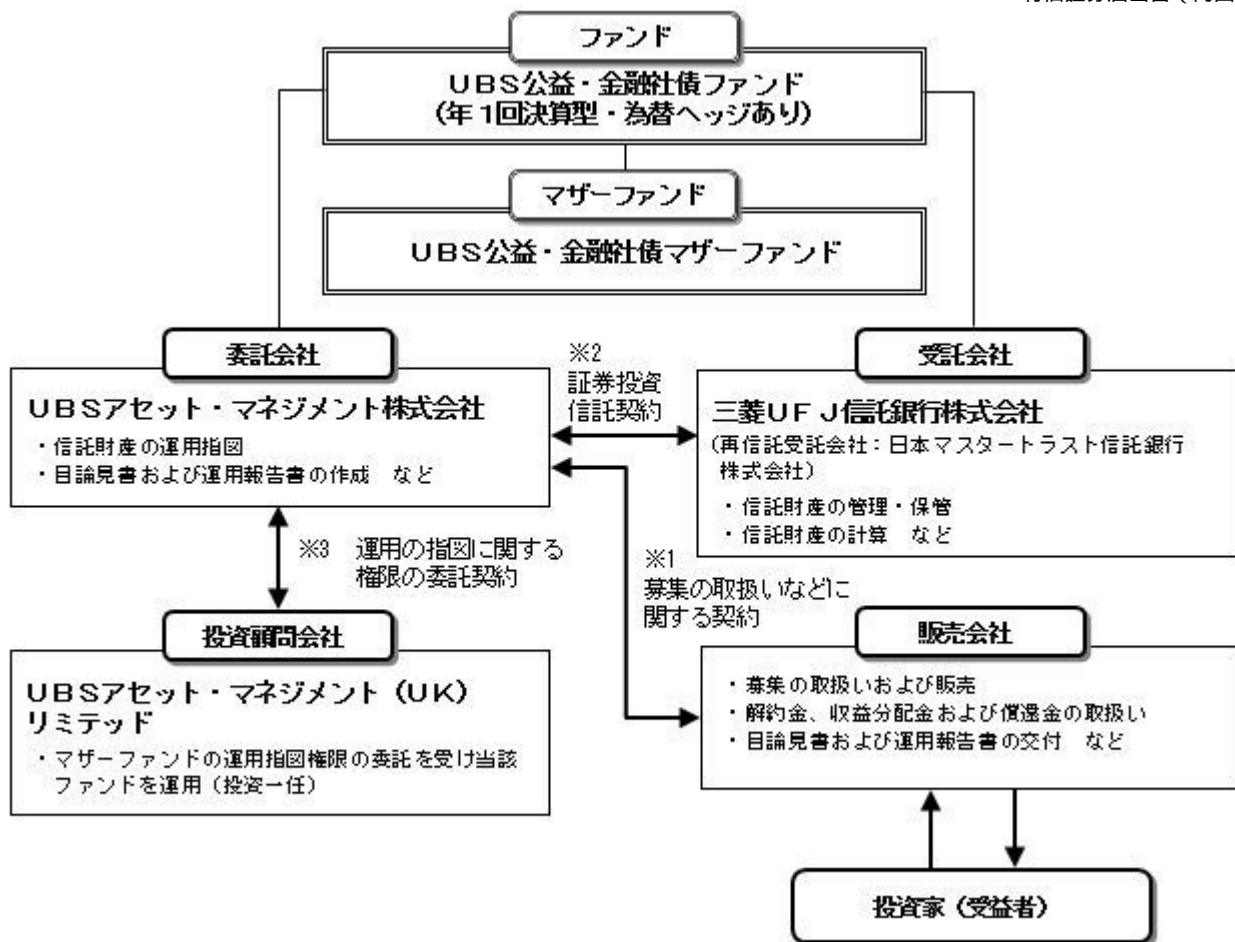 ファンド
UBS公益・金融社債ファンド
(年1回決算型・為替ヘッジあり)
マザーファンド
UBS公益・金融社債マザーファンド
委託会社
UBSアセット・マネジメント株式会社
・信託財産の運用指図
・目論見書および運用報告書の作成 など
※2
証券投資
信託契約
受託会社
三菱UFJ信託銀行株式会社
(再信託受託会社:日本マスタートラスト信託銀行
株式会社)
・信託財産の管理・保管
・信託財産の計算 など
※3 運用の指図に関する
権限の委託契約
※1
募集の取扱いなどに
関する契約
投資顧問会社
UBSアセット・マネジメント(UK)
リミテッド
・マザーファンドの運用指図権限の委託を受け当該
ファンドを運用(投資一任)
販売会社
・募集の取扱いおよび販売
・解約金、収益分配金および償還金の取扱い
・目論見書および運用報告書の交付 など
投資家(受益者)